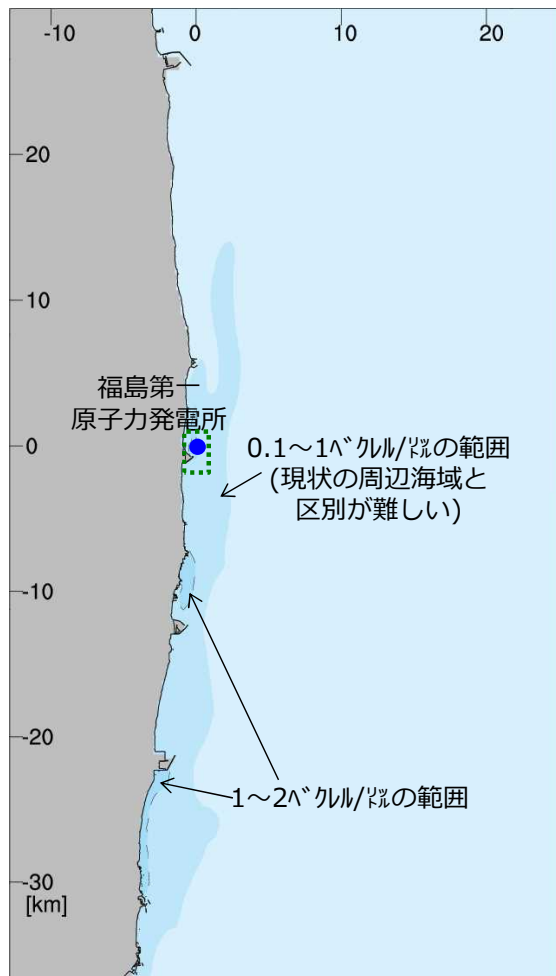 -10
0
10
20
20
10
福島第一
原子力発電所
0
0.1～1ﾍﾞｸﾚﾙ/㍑の範囲
(現状の周辺海域と
区別が難しい)
-10
-20
1～2ﾍﾞｸﾚﾙ/㍑の範囲
-30
[km]